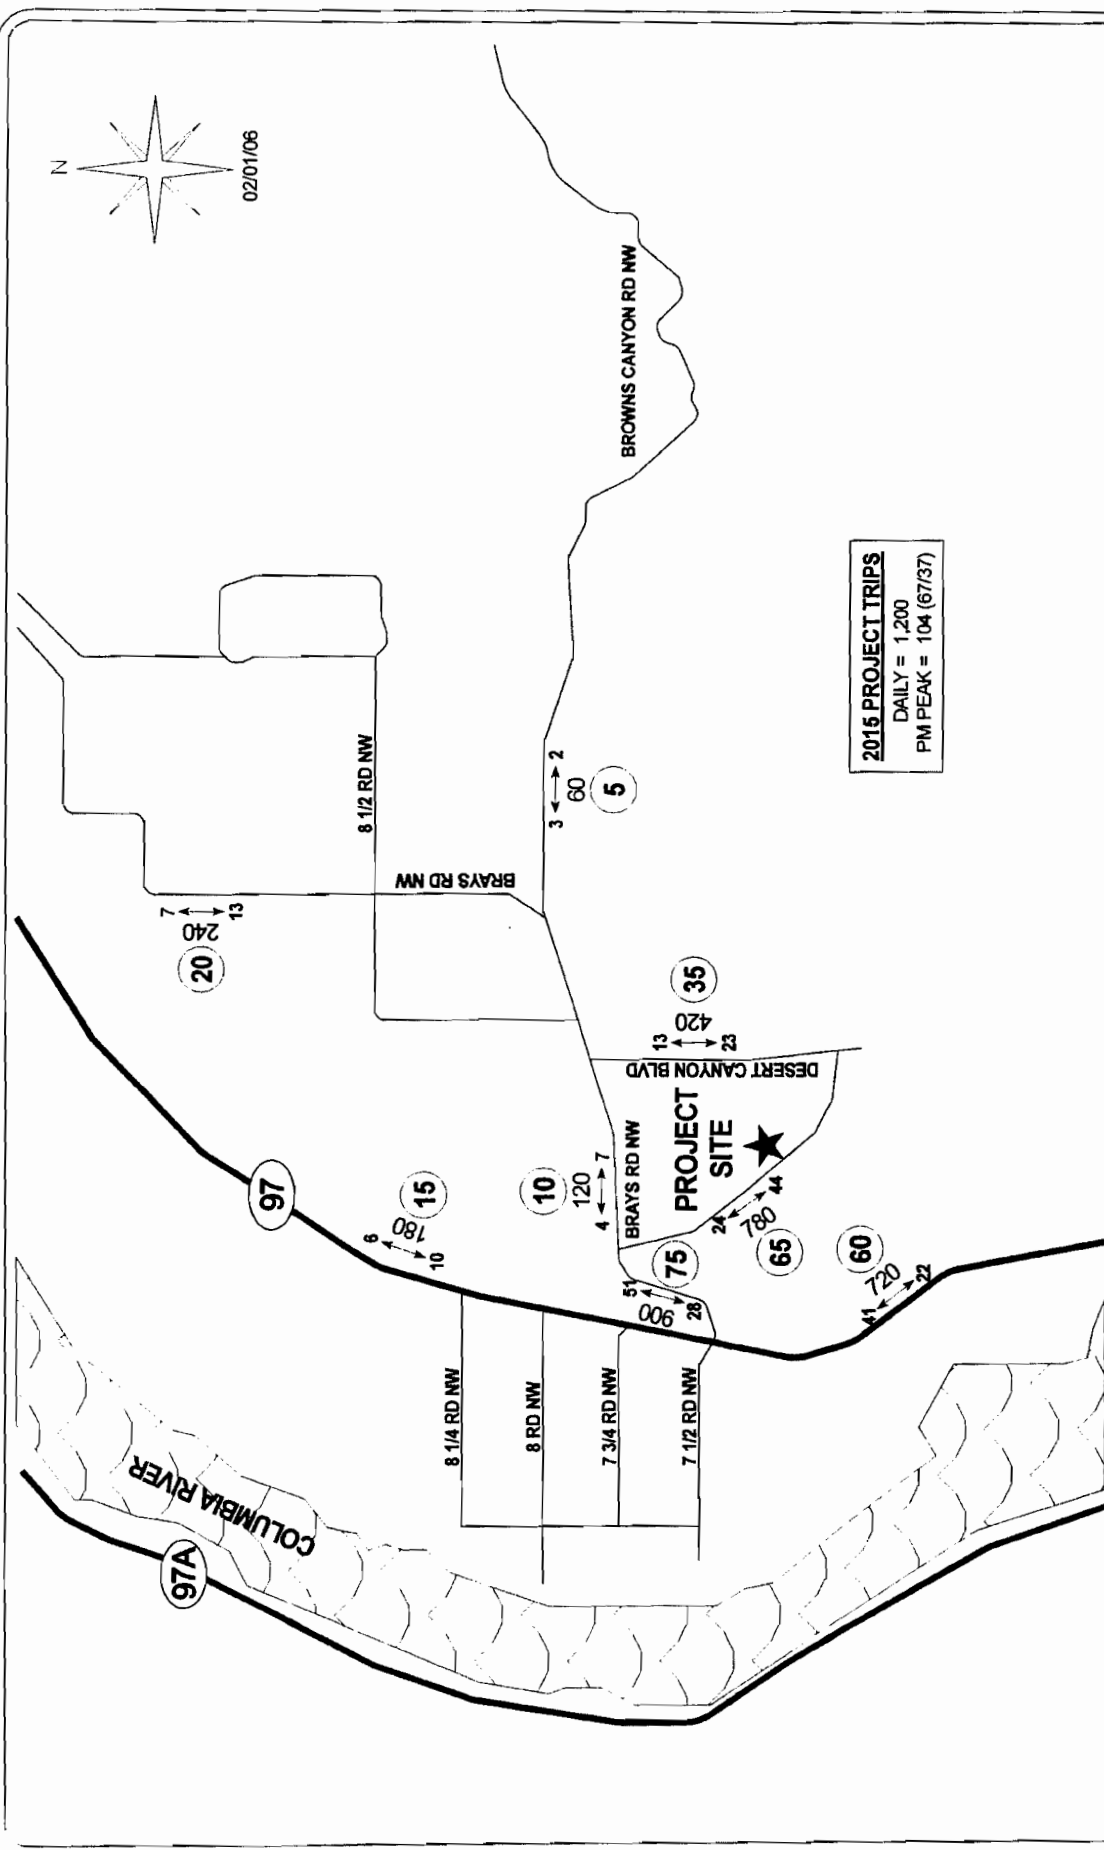 N
02/01/06
BROWNS CANYON RD NW
8 1/2 RD NW
BRAYS RD NW
7
13
240
20
3
2
60
5
97
6
10
180
15
10
120
4
7
BRAYS RD NW
DESERT CANYON BLVD
13
23
420
35
PROJECT
SITE
24
44
780
65
75
51
28
900
60
720
41
22
2015 PROJECT TRIPS
DAILY = 1,200
PM PEAK = 104 (67/37)
8 1/4 RD NW
8 RD NW
7 3/4 RD NW
7 1/2 RD NW
COLUMBIA RIVER
97A